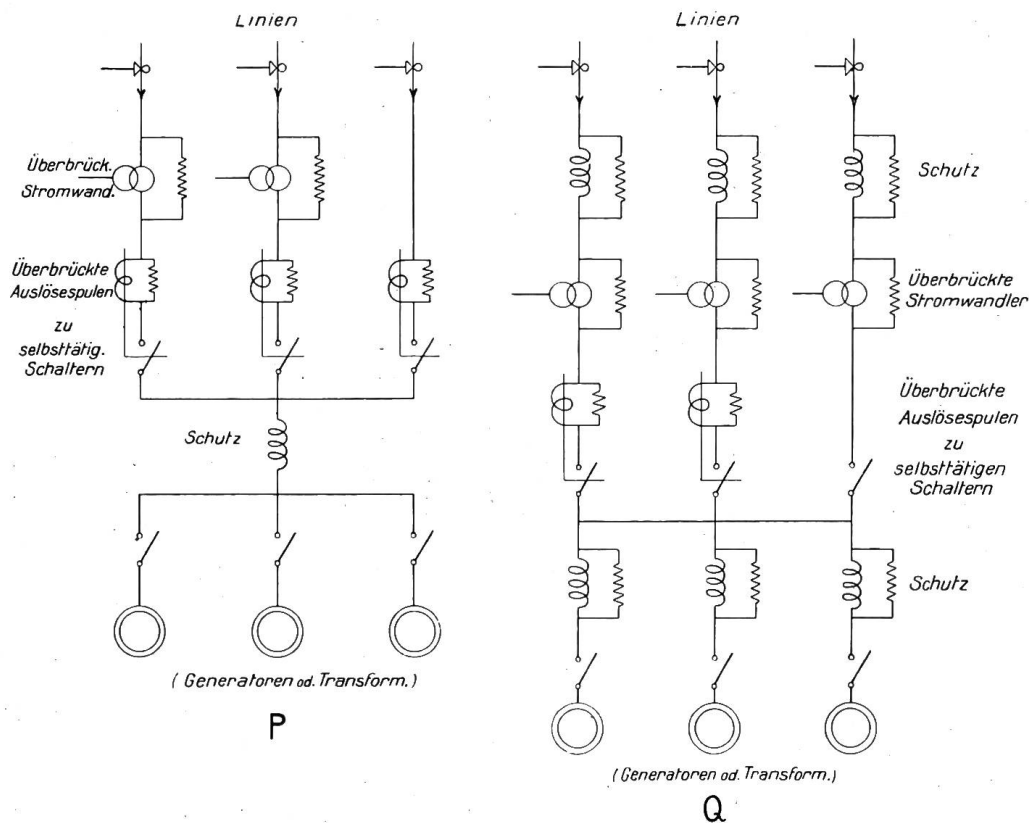 Linien
Überbrück.
Stromwand.
Überbrückte
Auslösespulen
zu
selbsttätig.
Schaltern
Schutz
(Generatoren od. Transform.)
P
Linien
Schutz
Überbrückte
Stromwandler
Überbrückte
Auslösespulen
zu
selbsttätigen
Schaltern
Schutz
(Generatoren od. Transform.)
Q